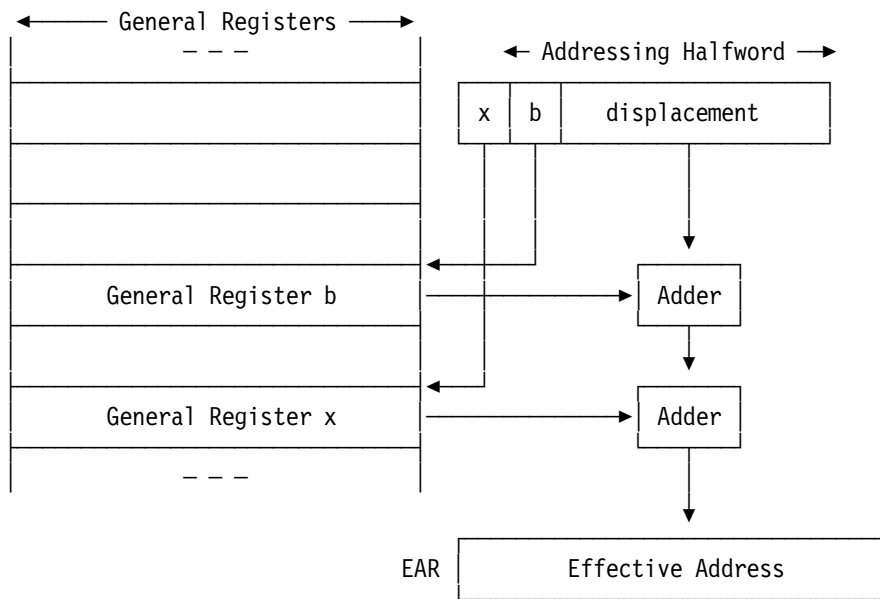 General Registers
– – –
Addressing Halfword
x b displacement
General Register b
Adder
General Register x
Adder
– – –
EAR Effective Address